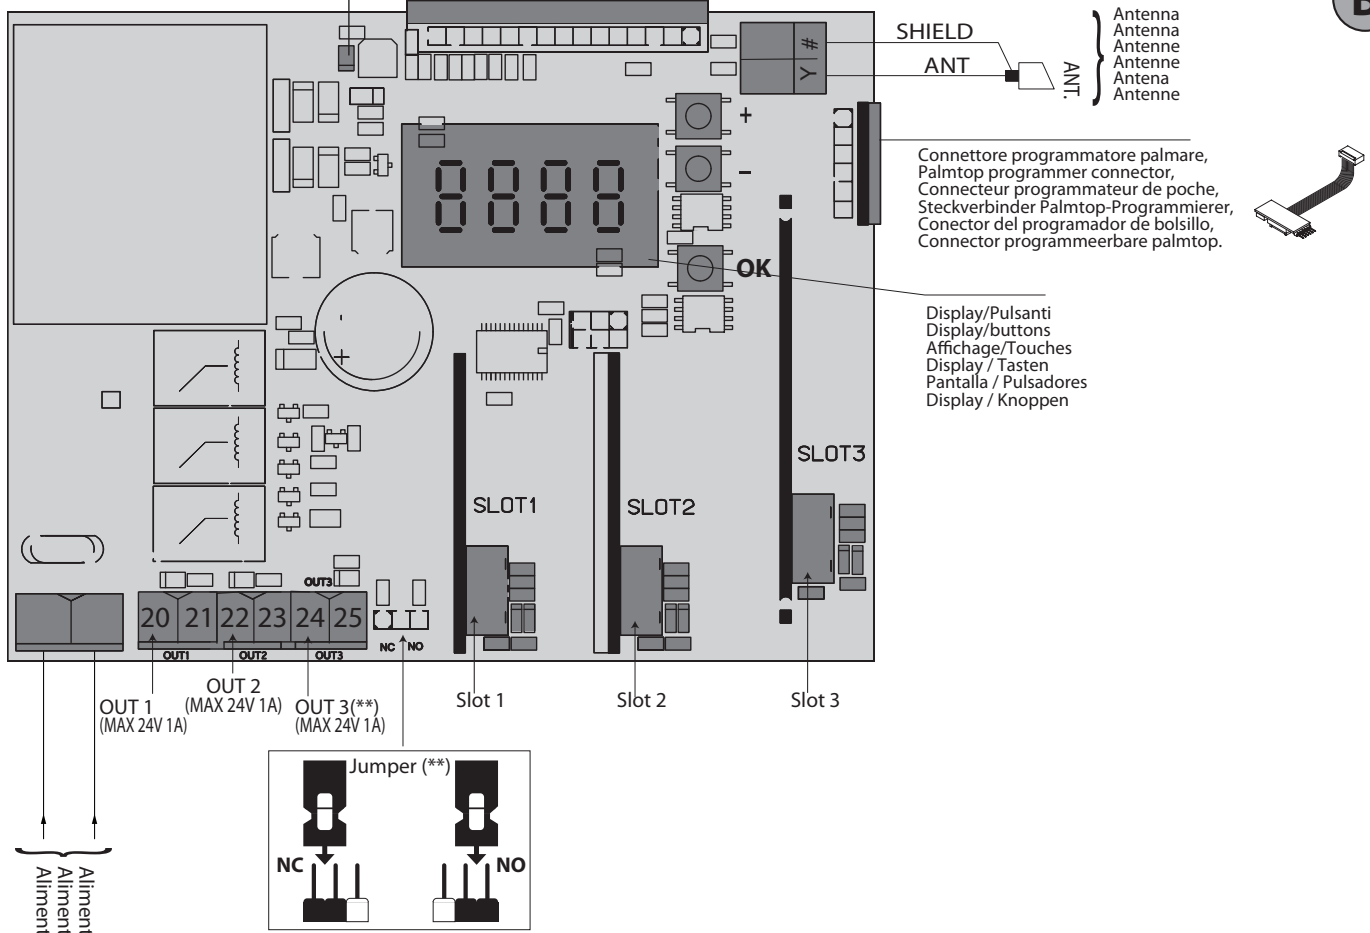 SHIELD
ANT
#
Y
ANT.
Antenna
Antenna
Antenne
Antenne
Antena
Antenne
+
-
OK
8888
Connettore programmatore palmare,
Palmtop programmer connector,
Connecteur programmateur de poche,
Steckverbinder Palmtop-Programmierer,
Conector del programador de bolsillo,
Connector programmeerbare palmtop.
Display/Pulsanti
Display/buttons
Affichage/Touches
Display / Tasten
Pantalla / Pulsadores
Display / Knoppen
- 
+
SLOT1
SLOT2
SLOT3
OUT3
20 21 22 23 24 25
OUT1 OUT2 OUT3
NC NO
OUT 1
(MAX 24V 1A)
OUT 2
(MAX 24V 1A)
OUT 3(**)
(MAX 24V 1A)
Slot 1
Slot 2
Slot 3
Jumper (**)
NC
NO
Aliment
Aliment
Aliment